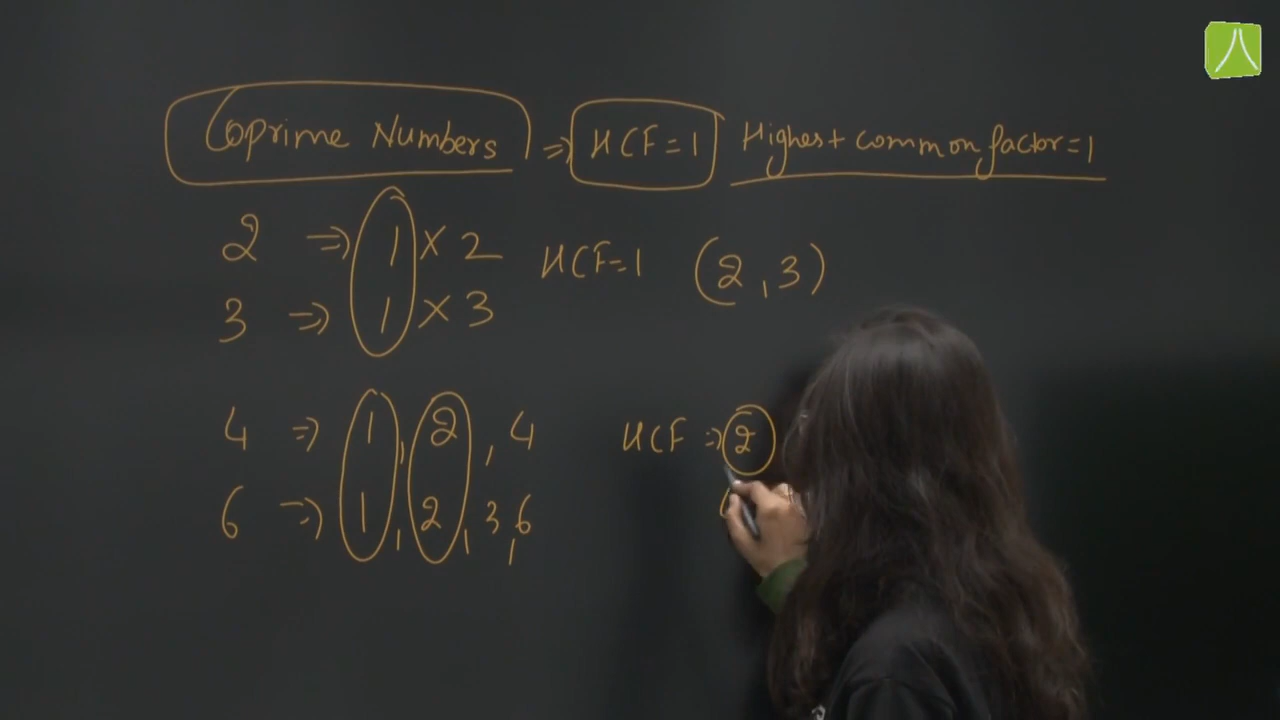 Coprime Numbers => HCF=1 Highest common factor=1
2 => 1 × 2 HCF=1 (2,3)
3 => 1 × 3
4 => 1, 2, 4 HCF => 2
6 => 1, 2, 3, 6